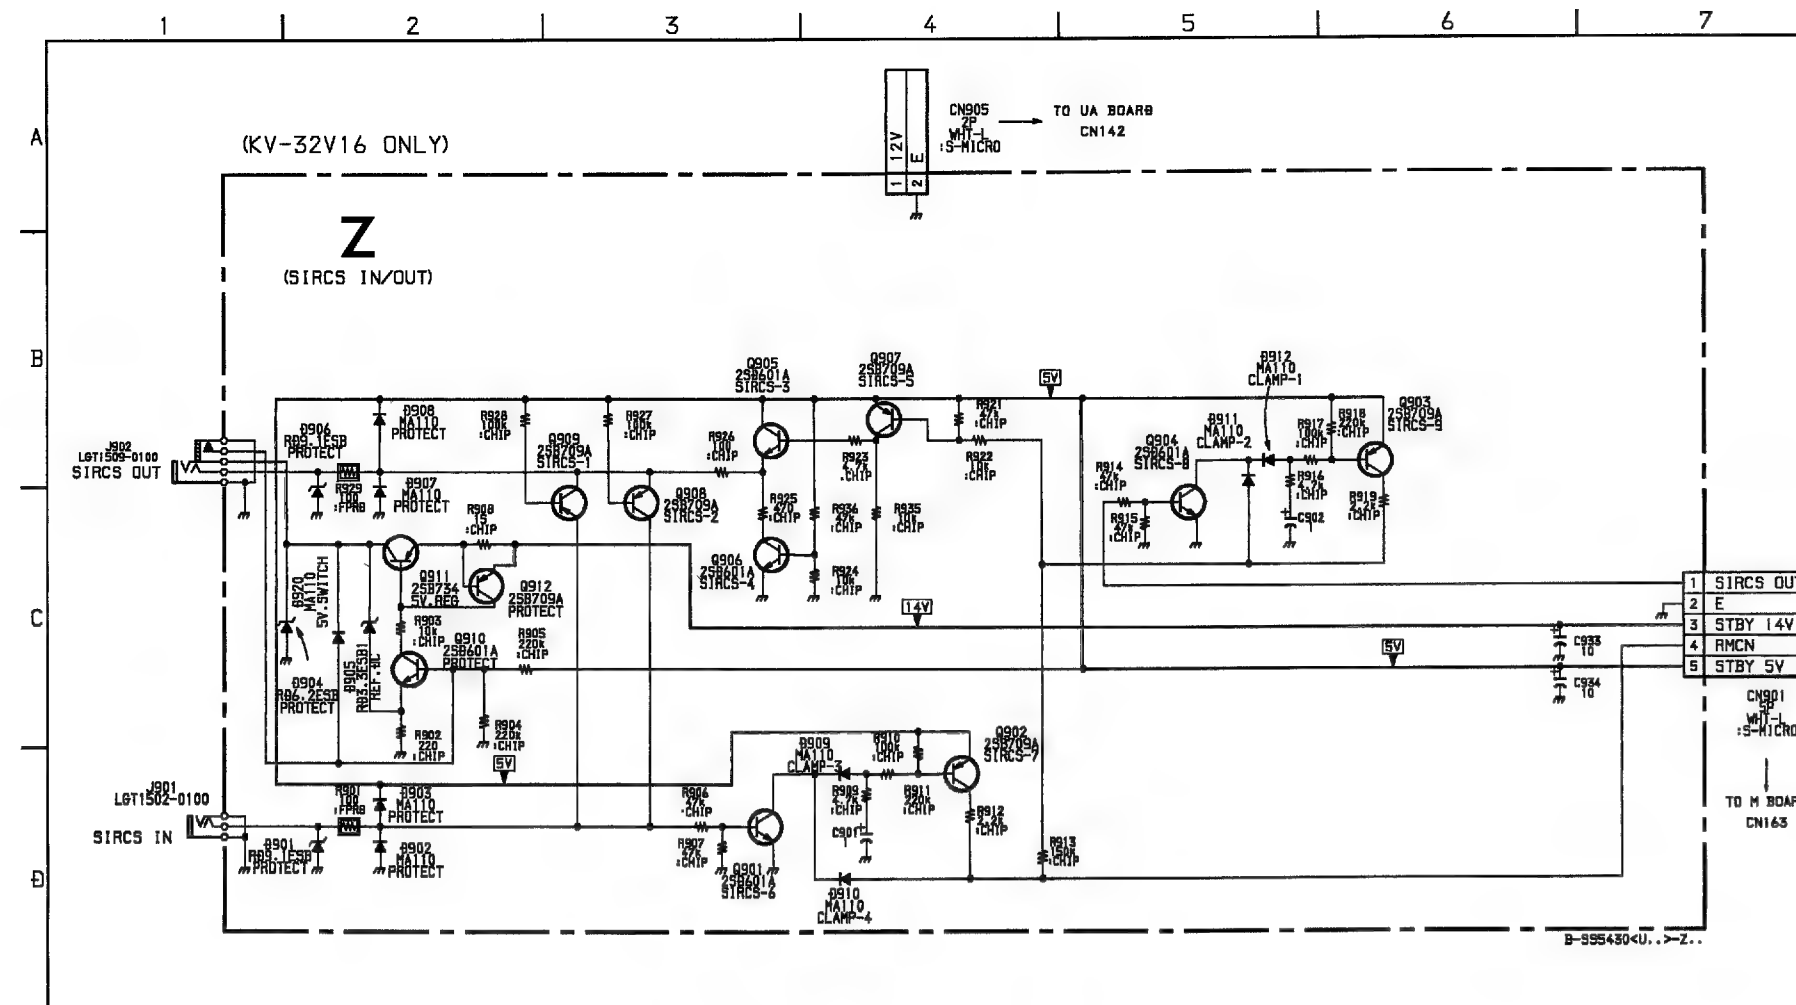 1 2 3 4 5 6 7
A
B
C
D
(KV-32V16 ONLY)
1 12V
2 E
CN905
2P
WHT-L
:S-MICRO
TO UA BOARD
CN142
Z
(SIRCS IN/OUT)
J902
LGT1509-0100
SIRCS OUT
D906
RD9.1ESB
PROTECT
D908
MA110
PROTECT
R929
100
:FPRD
D907
MA110
PROTECT
R928
100k
:CHIP
Q909
2SB709A
SIRCS-1
R927
100k
:CHIP
Q908
2SB709A
SIRCS-2
R926
100
:CHIP
Q905
2SD601A
SIRCS-3
Q907
2SB709A
SIRCS-5
R923
4.7k
:CHIP
R921
47k
:CHIP
R922
10k
:CHIP
5V
R925
470
:CHIP
R936
47k
:CHIP
R935
10k
:CHIP
Q906
2SD601A
SIRCS-4
R924
10k
:CHIP
R908
15
:CHIP
Q911
2SB734
5V.REG
Q912
2SB709A
PROTECT
D920
MA110
5V.SWITCH
D904
RD6.2ESB
PROTECT
D905
RD3.3ESB1
REF.DC
R903
10k
:CHIP
Q910
2SD601A
PROTECT
R905
220k
:CHIP
R902
220
:CHIP
R904
220k
:CHIP
5V
14V
5V
D912
MA110
CLAMP-1
D911
MA110
CLAMP-2
Q904
2SD601A
SIRCS-8
R914
47k
:CHIP
R915
47k
:CHIP
R917
100k
:CHIP
R918
220k
:CHIP
R916
4.7k
:CHIP
C902
1
Q903
2SB709A
SIRCS-9
R919
2.2k
:CHIP
1 SIRCS OUT
2 E
3 STBY 14V
4 RMCN
5 STBY 5V
C933
10
C934
10
CN901
5P
WHT-L
:S-MICRO
TO M BOAR
CN163
J901
LGT1502-0100
SIRCS IN
D901
RD9.1ESB
PROTECT
R901
100
:FPRD
D903
MA110
PROTECT
D902
MA110
PROTECT
R906
47k
:CHIP
R907
47k
:CHIP
Q901
2SD601A
SIRCS-6
D909
MA110
CLAMP-3
R910
100k
:CHIP
Q902
2SB709A
SIRCS-7
R909
4.7k
:CHIP
R911
220k
:CHIP
R912
2.2k
:CHIP
C901
1
D910
MA110
CLAMP-4
R913
150k
:CHIP
B-SS5430<U..>-Z..